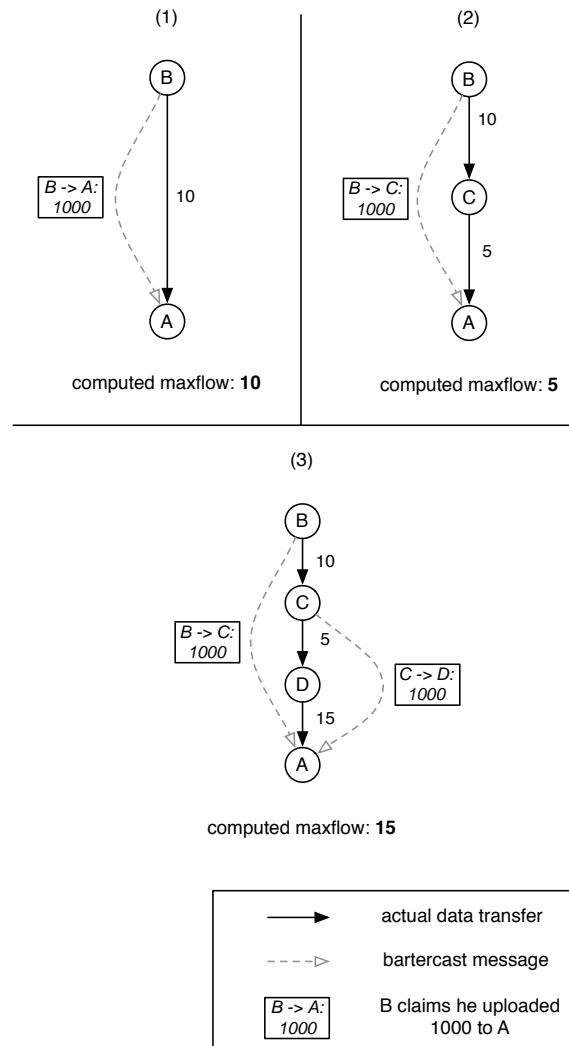 (1)
B
B -> A:
1000
10
A
computed maxflow: 10
(2)
B
10
B -> C:
1000
C
5
A
computed maxflow: 5
(3)
B
10
C
B -> C:
1000
5
C -> D:
1000
D
15
A
computed maxflow: 15
actual data transfer
bartercast message
B -> A:
1000
B claims he uploaded
1000 to A